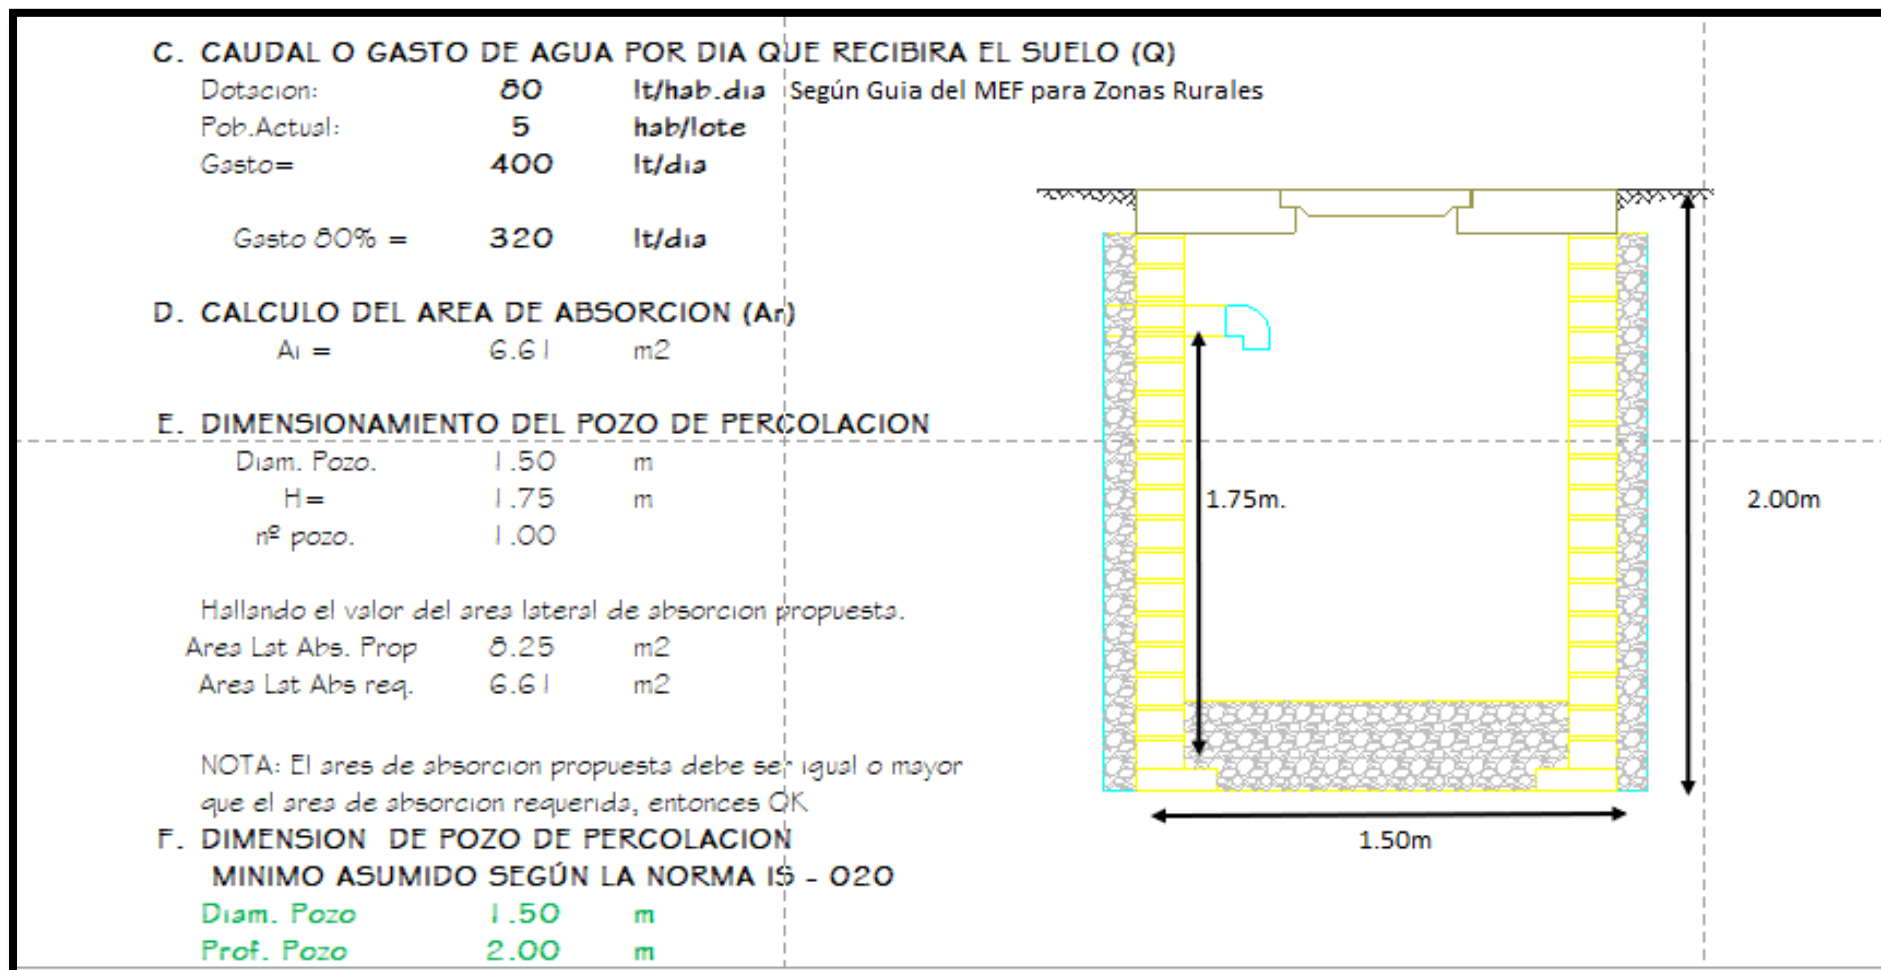 C. CAUDAL O GASTO DE AGUA POR DIA QUE RECIBIRA EL SUELO (Q)
Dotacion: 80 lt/hab.dia Según Guia del MEF para Zonas Rurales
Pob.Actual: 5 hab/lote
Gasto= 400 lt/dia
Gasto 80% = 320 lt/dia
D. CALCULO DEL AREA DE ABSORCION (Ar)
Ai = 6.61 m2
E. DIMENSIONAMIENTO DEL POZO DE PERCOLACION
Diam. Pozo. 1.50 m
H= 1.75 m
nº pozo. 1.00
Hallando el valor del area lateral de absorcion propuesta.
Area Lat Abs. Prop 8.25 m2
Area Lat Abs req. 6.61 m2
NOTA: El ares de absorcion propuesta debe ser igual o mayor
que el area de absorcion requerida, entonces OK
F. DIMENSION DE POZO DE PERCOLACION
MINIMO ASUMIDO SEGÚN LA NORMA IS - 020
Diam. Pozo 1.50 m
Prof. Pozo 2.00 m
1.75m.
2.00m
1.50m